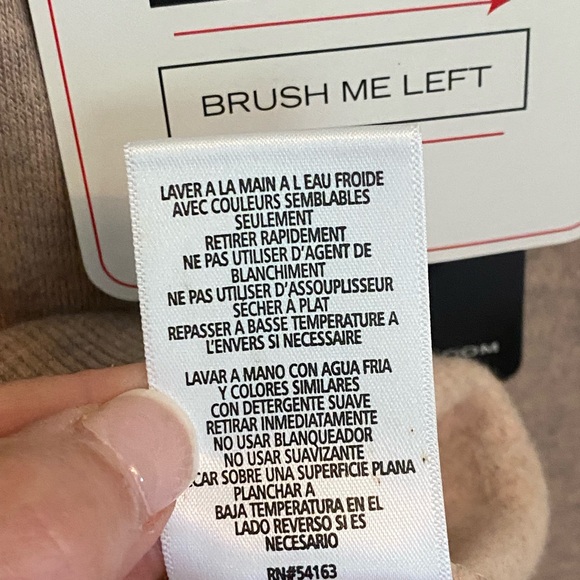 BRUSH ME LEFT
LAVER A LA MAIN A L EAU FROIDE
AVEC COULEURS SEMBLABLES
SEULEMENT
RETIRER RAPIDEMENT
NE PAS UTILISER D'AGENT DE
BLANCHIMENT
NE PAS UTILISER D'ASSOUPLISSEUR
SECHER À PLAT
REPASSER A BASSE TEMPERATURE A
L'ENVERS SI NECESSAIRE
LAVAR A MANO CON AGUA FRIA
Y COLORES SIMILARES
CON DETERGENTE SUAVE
RETIRAR INMEDIATAMENTE
NO USAR BLANQUEADOR
NO USAR SUAVIZANTE
CAR SOBRE UNA SUPERFICIE PLANA
PLANCHAR A
BAJA TEMPERATURA EN EL
LADO REVERSO SI ES
NECESARIO
RN#54163